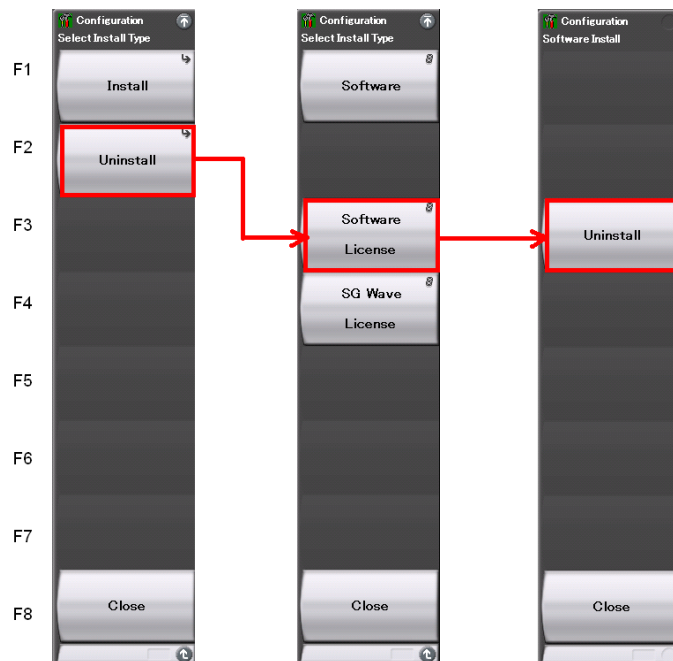 Configuration
Select Install Type
Configuration
Select Install Type
Configuration
Software Install
F1
Install
Software
F2
Uninstall
F3
Software
License
Uninstall
F4
SG Wave
License
F5
F6
F7
F8
Close
Close
Close